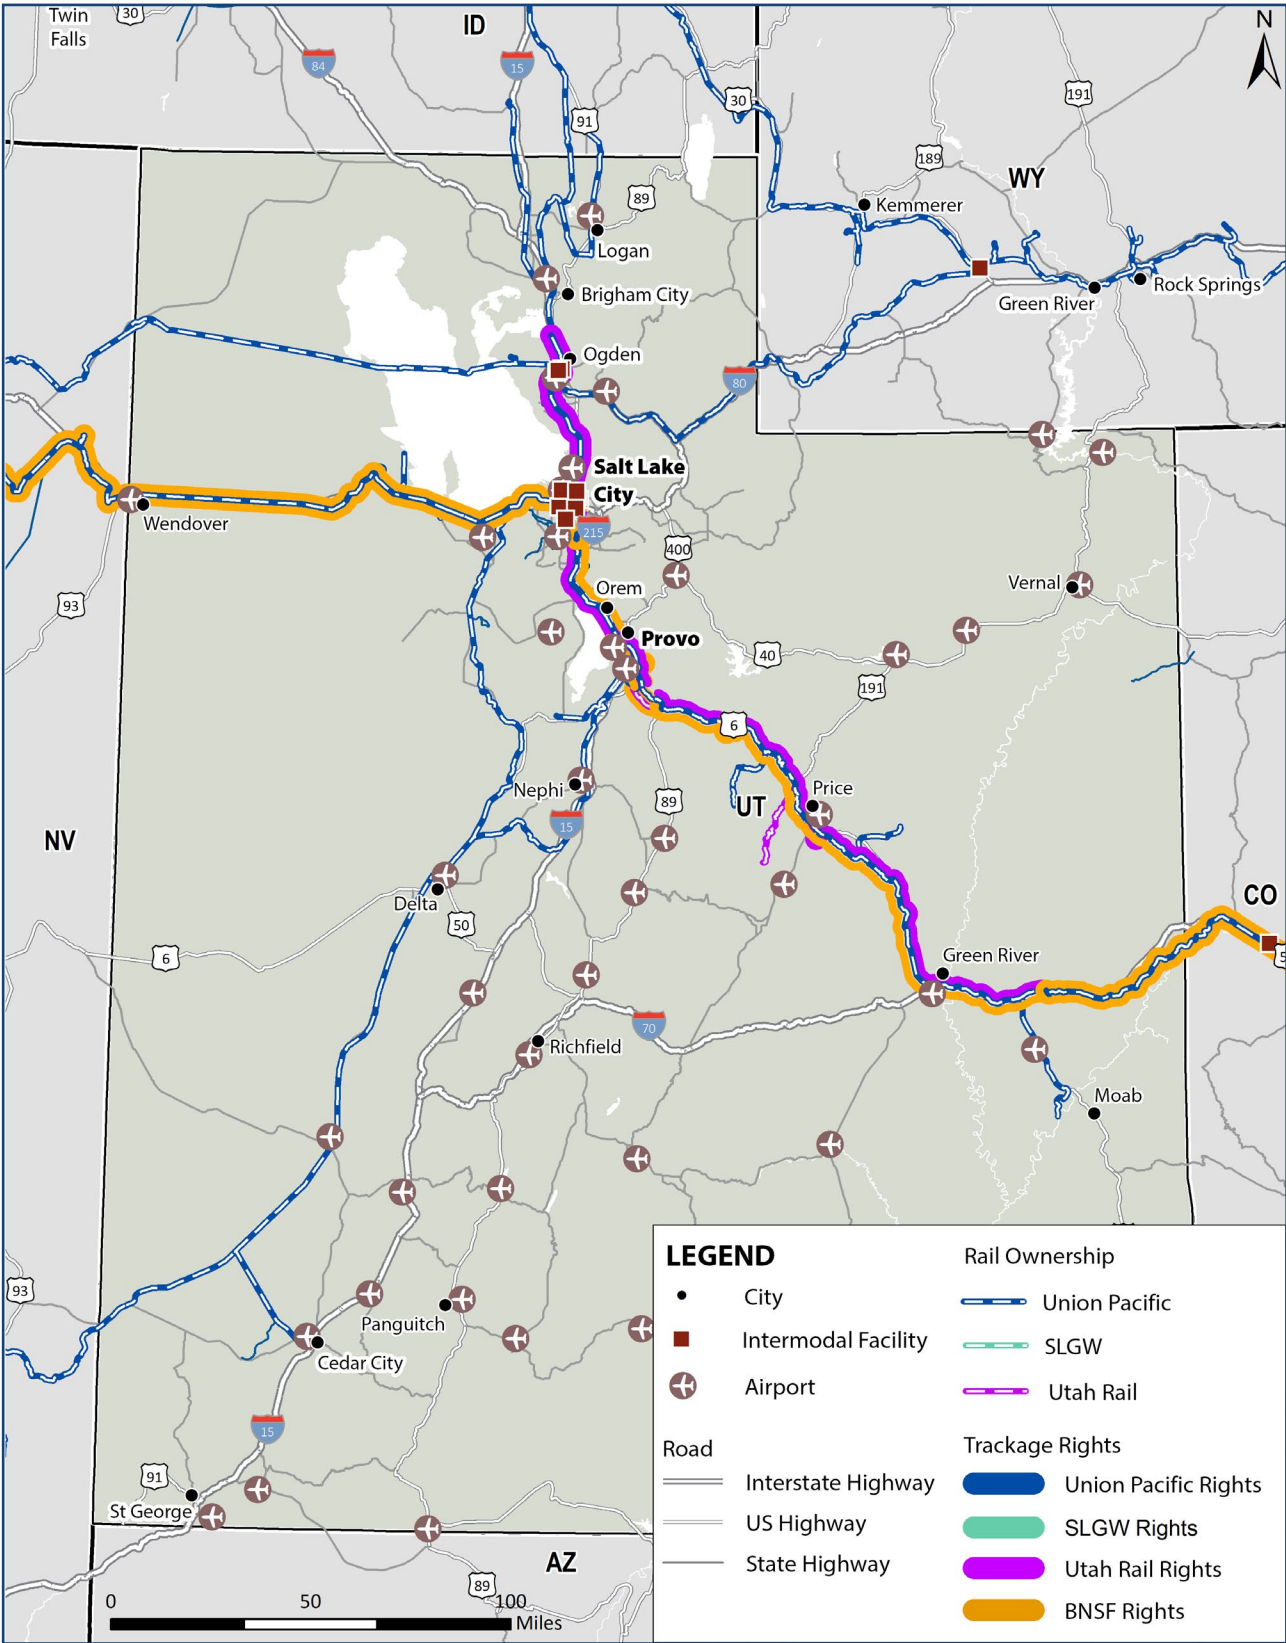 Twin
Falls
30
ID
N
84
15
91
30
191
189
WY
89
Kemmerer
Logan
Brigham City
Green River
Rock Springs
Ogden
80
Salt Lake
City
Wendover
215
400
Orem
Vernal
93
Provo
40
191
6
Nephi
UT
Price
89
15
NV
Delta
50
CO
6
Green River
5
70
Richfield
Moab
93
Panguitch
Cedar City
15
91
St George
AZ
89
0 50 100
Miles
LEGEND
City
Intermodal Facility
Airport
Road
Interstate Highway
US Highway
State Highway
Rail Ownership
Union Pacific
SLGW
Utah Rail
Trackage Rights
Union Pacific Rights
SLGW Rights
Utah Rail Rights
BNSF Rights